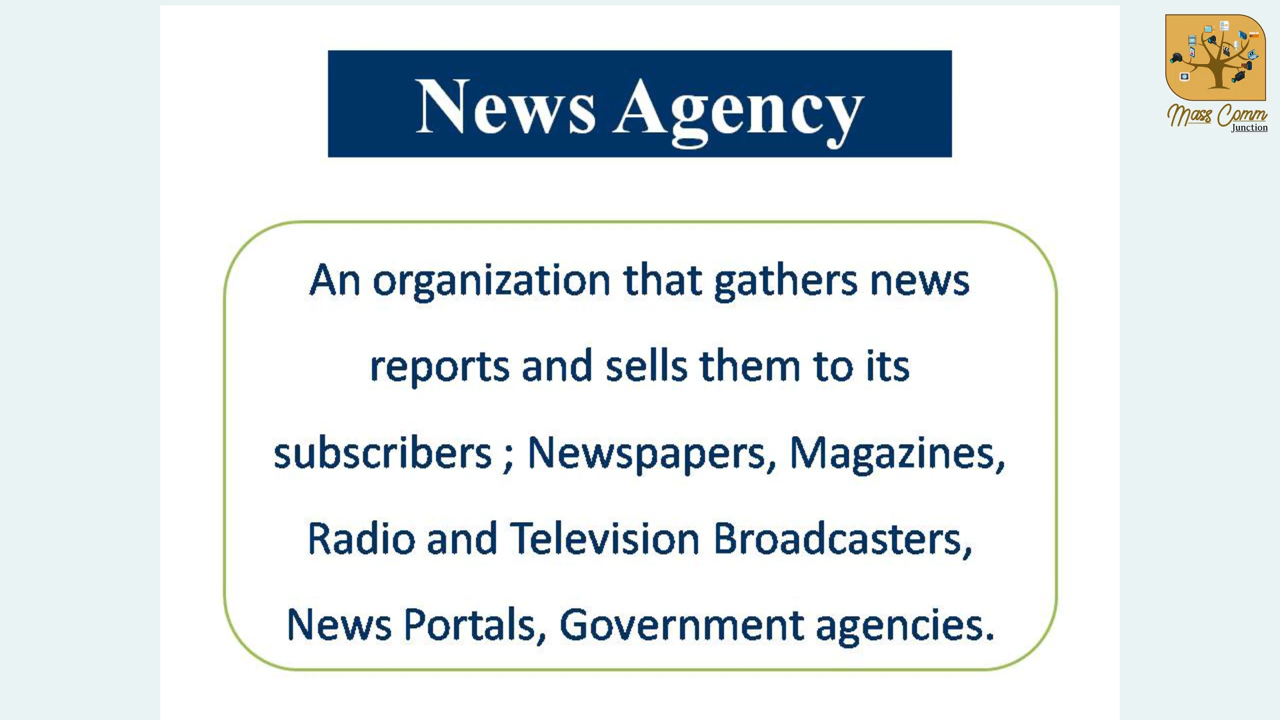 News Agency
An organization that gathers news
reports and sells them to its
subscribers ; Newspapers, Magazines,
Radio and Television Broadcasters,
News Portals, Government agencies.
Mass Comm
Junction